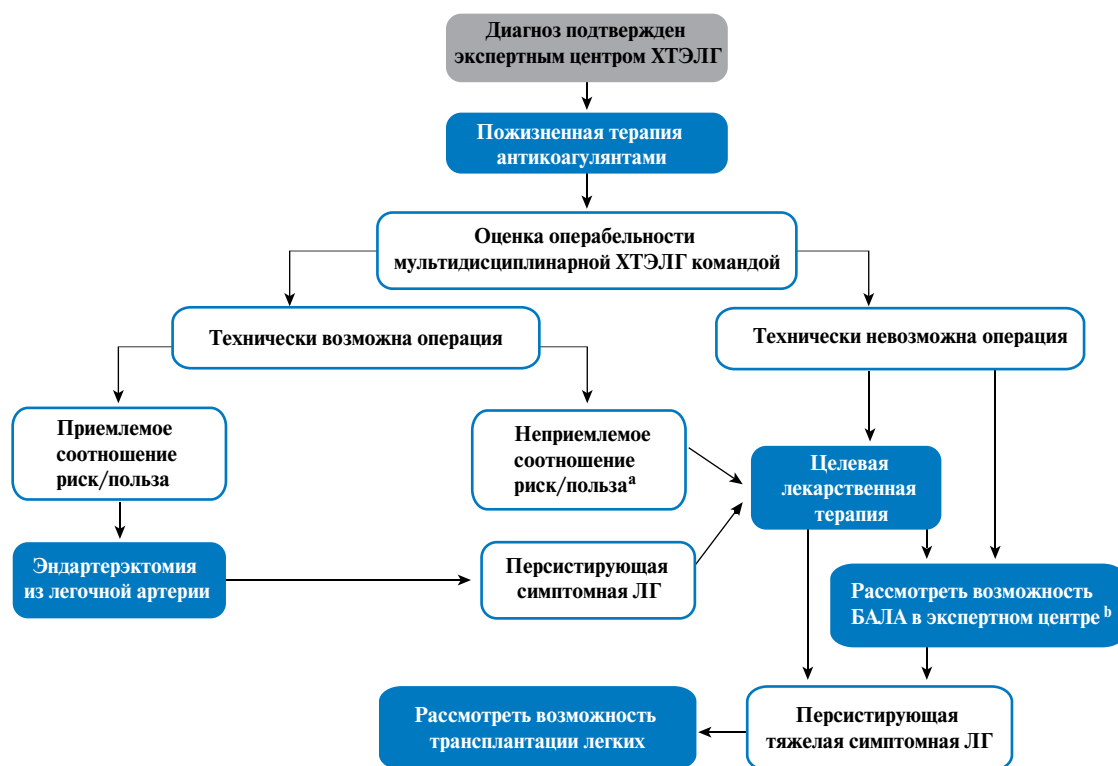 Диагноз подтвержден
экспертным центром ХТЭЛГ
Пожизненная терапия
антикоагулянтами
Оценка операбельности
мультидисциплинарной ХТЭЛГ командой
Технически возможна операция
Технически невозможна операция
Приемлемое
соотношение
риск/польза
Неприемлемое
соотношение
риск/пользаᵃ
Целевая
лекарственная
терапия
Эндартерэктомия
из легочной артерии
Персистирующая
симптомная ЛГ
Рассмотреть возможность
БАЛА в экспертном центре ᵇ
Рассмотреть возможность
трансплантации легких
Персистирующая
тяжелая симптомная ЛГ